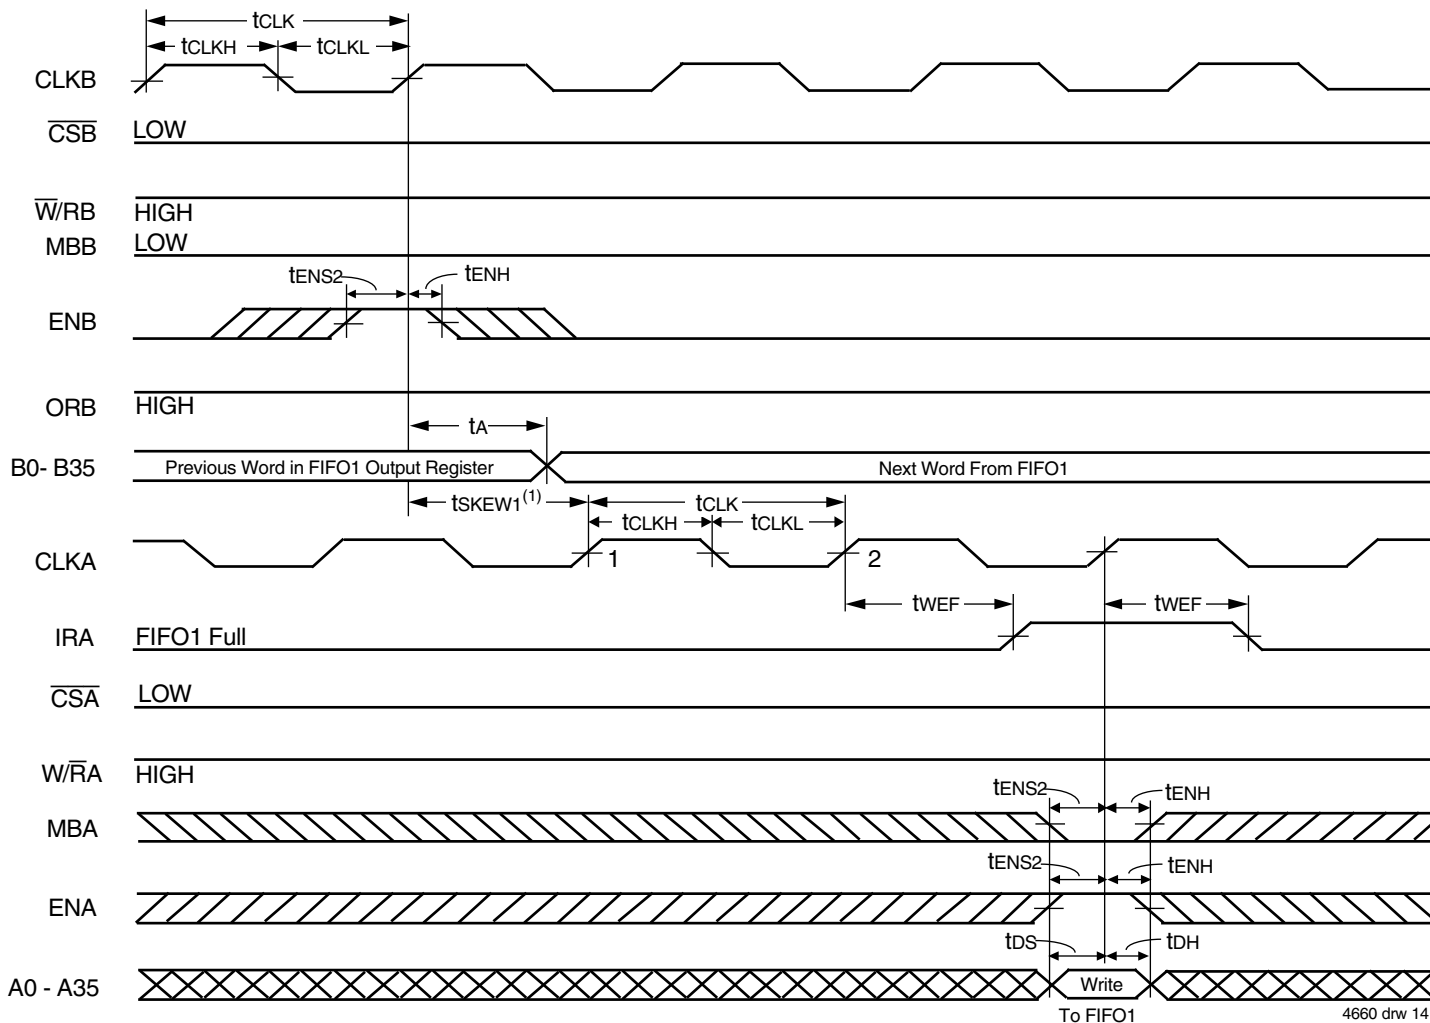 tCLK
tCLKH tCLKL
CLKB
CSB LOW
W/RB HIGH
MBB LOW
tENS2 tENH
ENB
ORB HIGH
tA
B0- B35 Previous Word in FIFO1 Output Register Next Word From FIFO1
tSKEW1(1) tCLK
tCLKH tCLKL
CLKA 1 2
tWEF tWEF
IRA FIFO1 Full
CSA LOW
W/RA HIGH
tENS2 tENH
MBA
tENS2 tENH
ENA
tDS tDH
A0 - A35 Write
To FIFO1 4660 drw 14